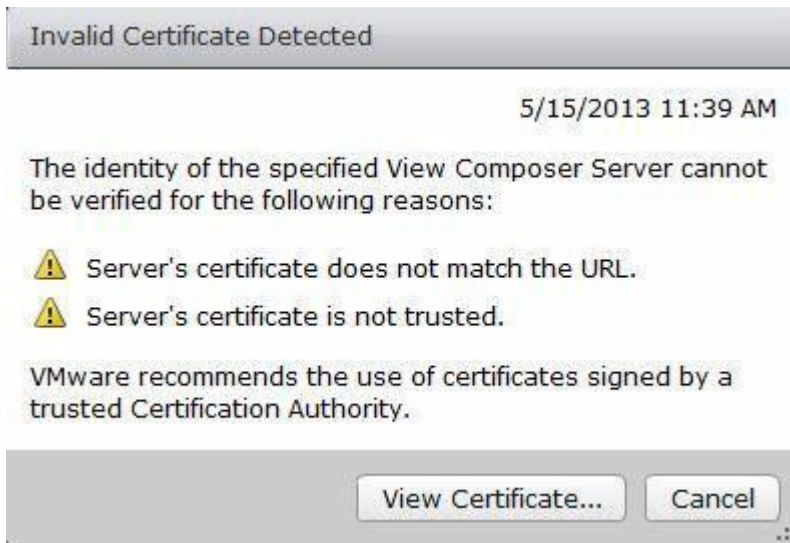 Invalid Certificate Detected
5/15/2013 11:39 AM
The identity of the specified View Composer Server cannot
be verified for the following reasons:
Server's certificate does not match the URL.
Server's certificate is not trusted.
VMware recommends the use of certificates signed by a
trusted Certification Authority.
View Certificate...
Cancel